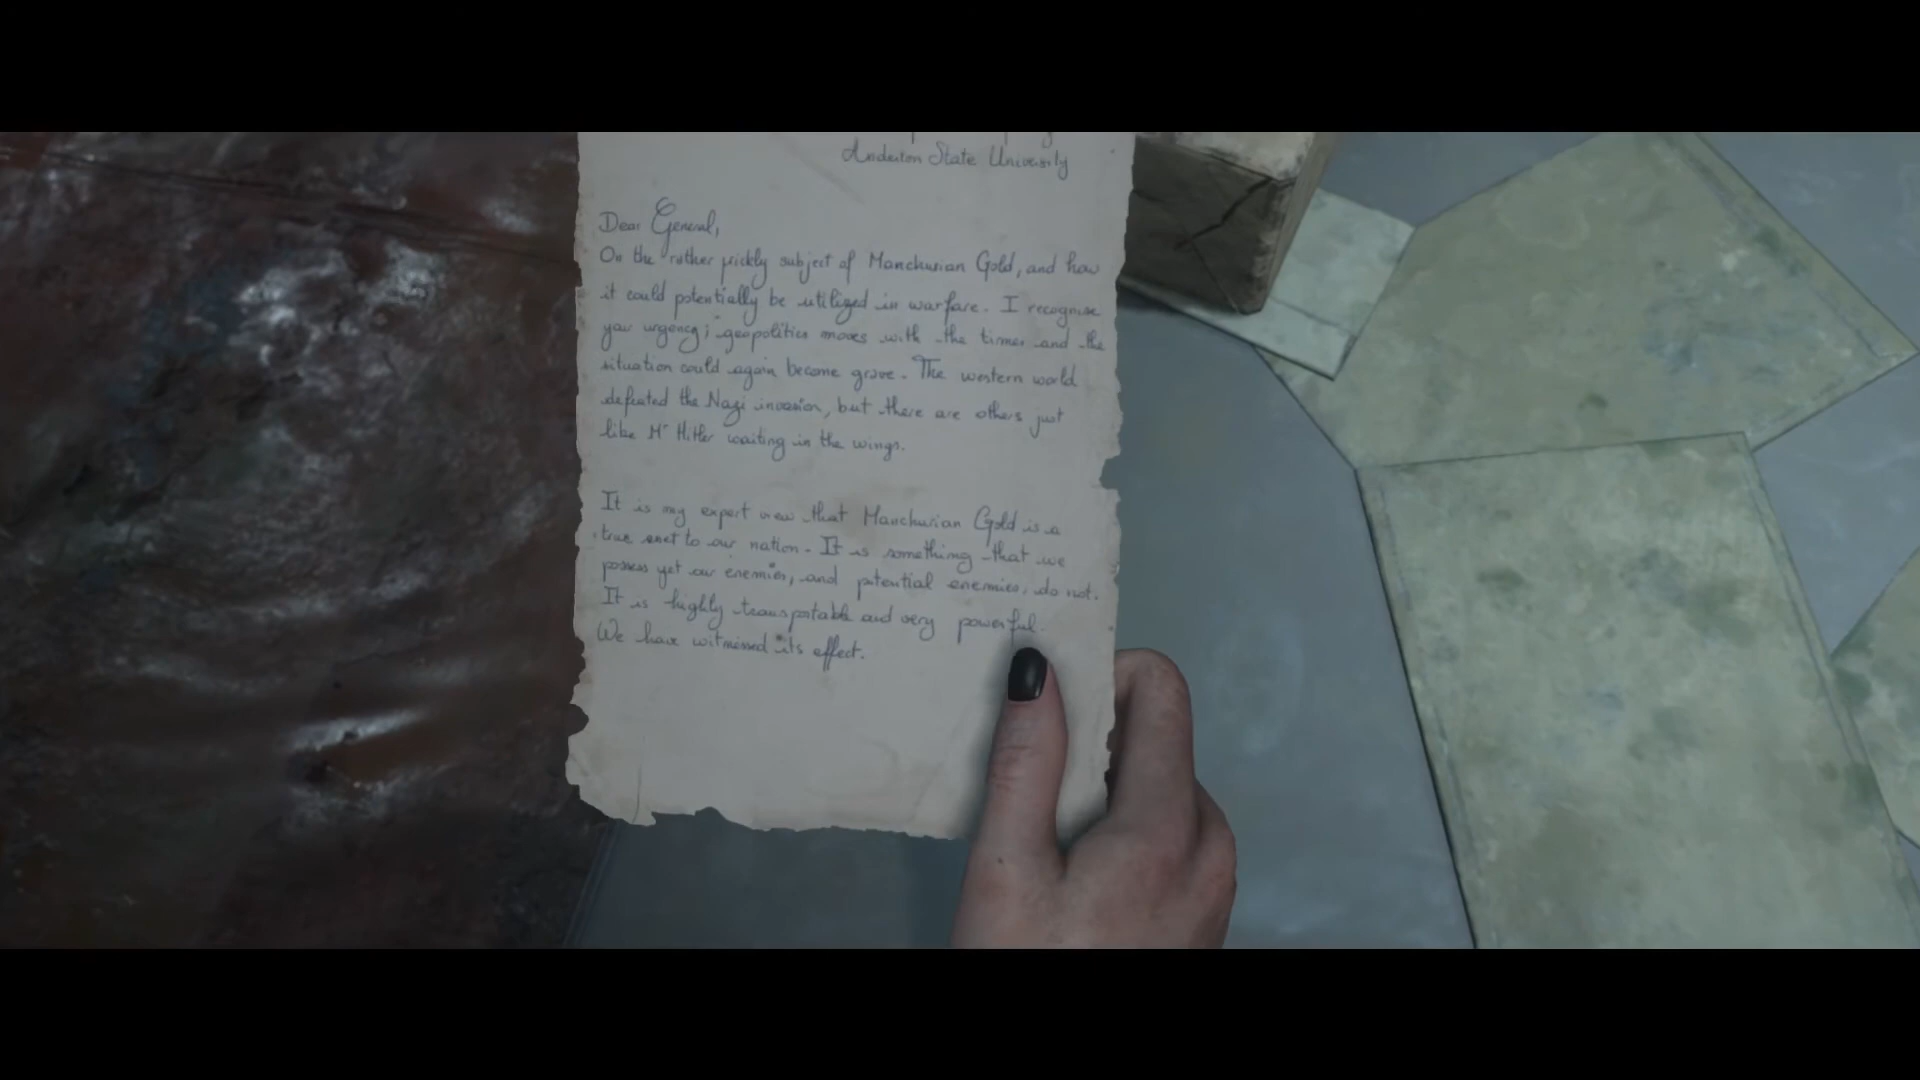 Anderton State University
Dear General,
On the rather prickly subject of Manchurian Gold, and how
it could potentially be utilized in warfare. I recognise
your urgency; geopolitics moves with the times and the
situation could again become grave. The western world
defeated the Nazi invasion, but there are others just
like Mr Hitler waiting in the wings.
It is my expert view that Manchurian Gold is a
true asset to our nation. It is something that we
possess yet our enemies, and potential enemies, do not.
It is highly transportable and very powerful.
We have witnessed its effect.